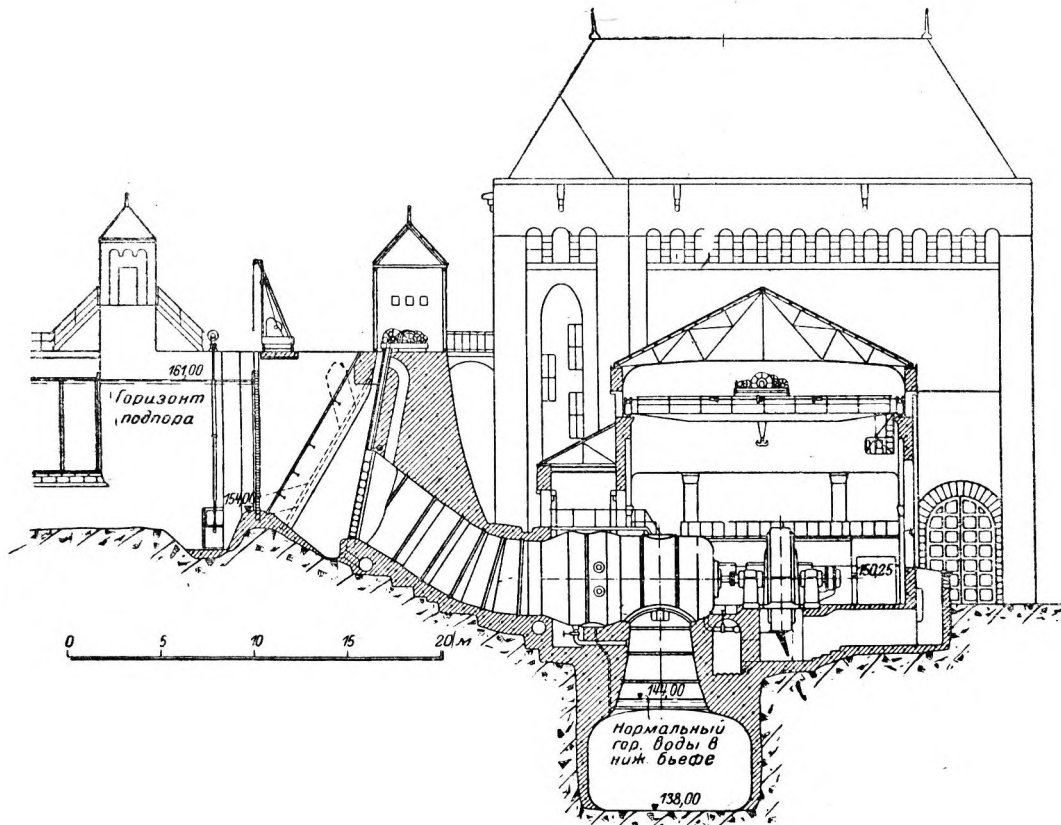 161,00
Горизонт
подпора
154,00
150,25
0 5 10 15 20 м
144,00
Нормальный
гор. воды в
ниж. бьефе
138,00